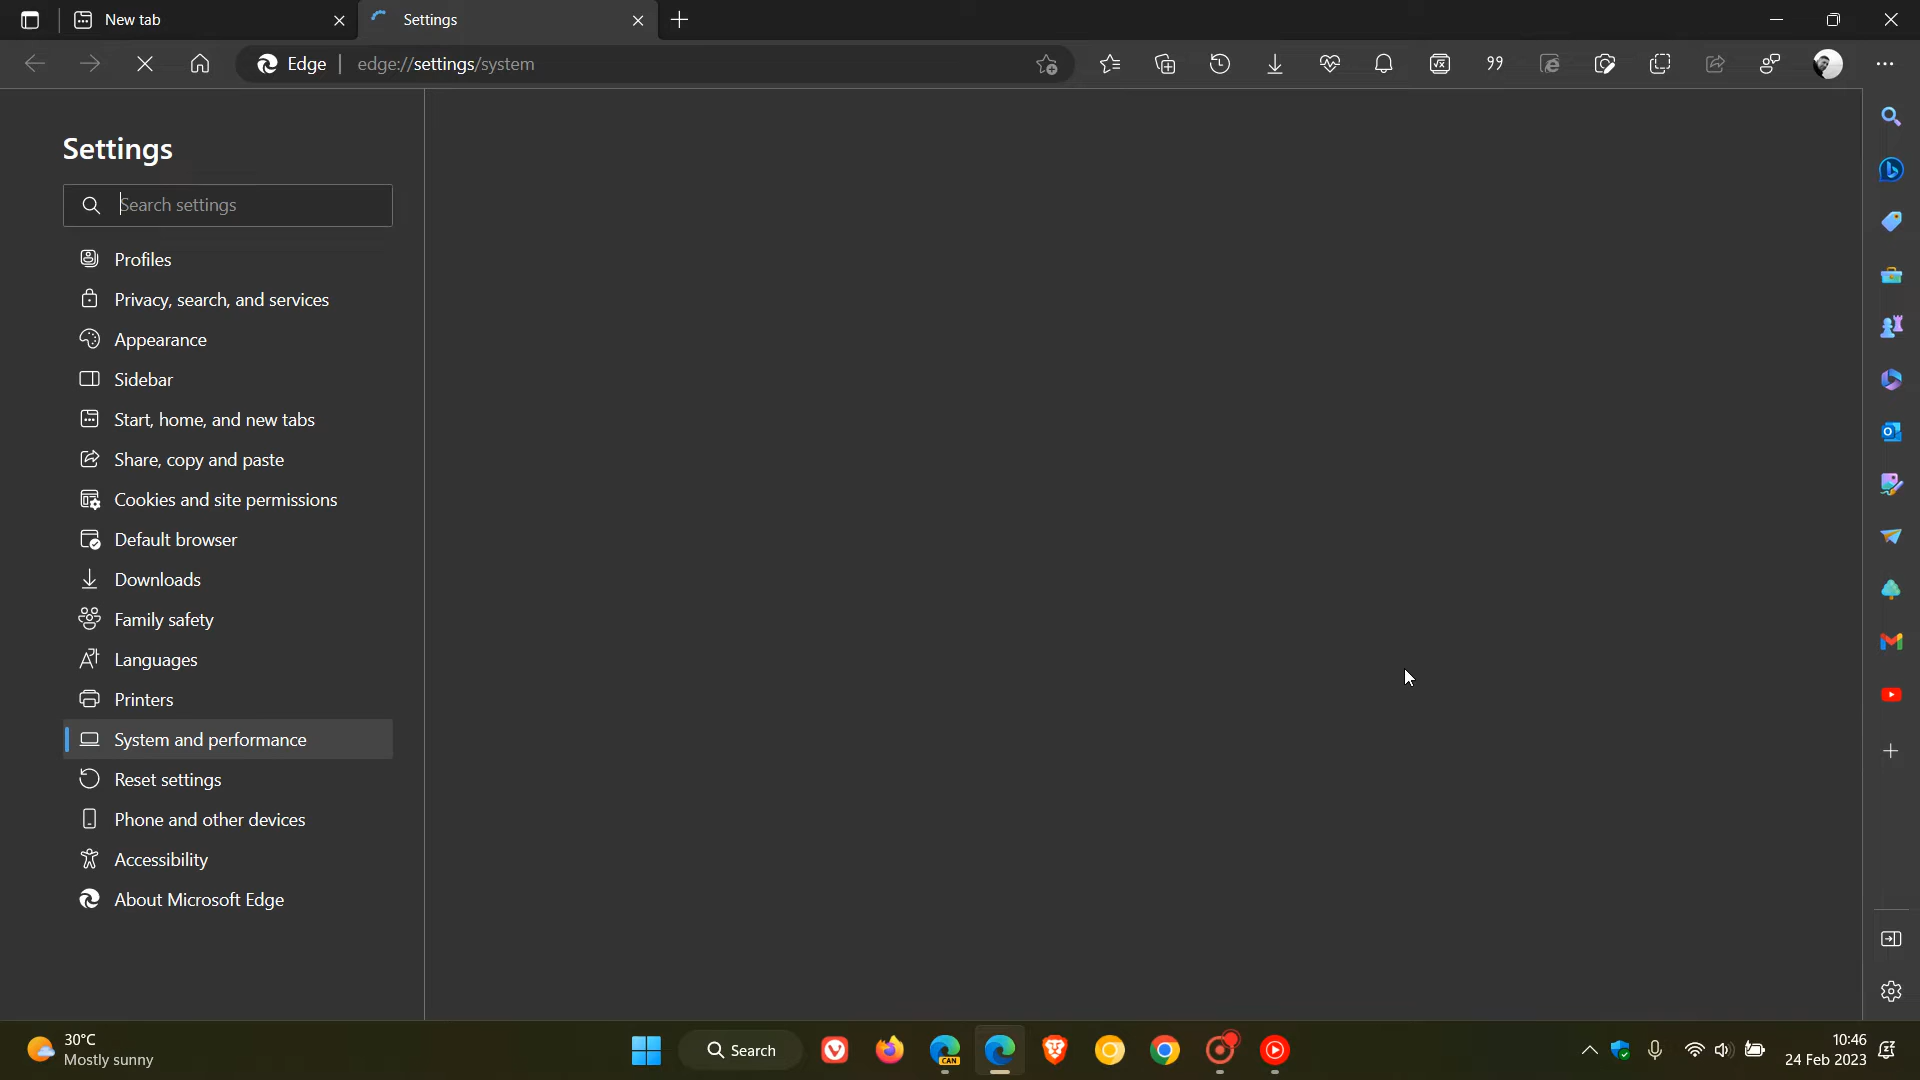 New tab
Settings
Edge
edge://settings/system
Settings
Search settings
Profiles
Privacy, search, and services
Appearance
Sidebar
Start, home, and new tabs
Share, copy and paste
Cookies and site permissions
Default browser
Downloads
Family safety
Languages
Printers
System and performance
Reset settings
Phone and other devices
Accessibility
About Microsoft Edge
30°C
Mostly sunny
Search
CAN
10:46
24 Feb 2023